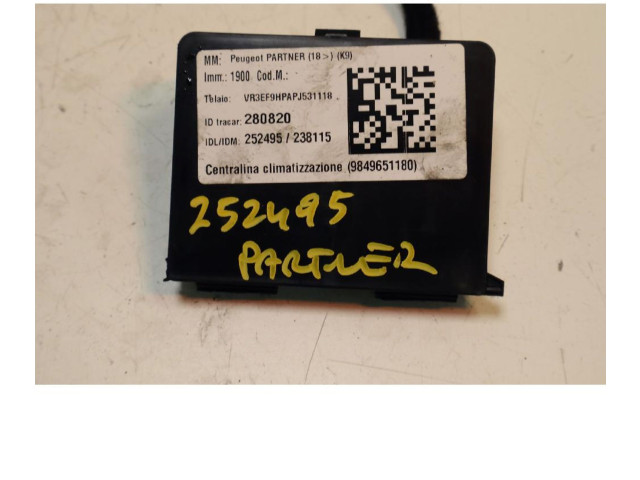 MM: Peugeot PARTNER (18>) (K9)
Imm.: 1900 Cod.M.:
Telaio: VR3EF9HPAPJ531118
ID tracar: 280820
IDL/IDM: 252495 / 238115
Centralina climatizzazione (9849651180)
252495
PARTNER